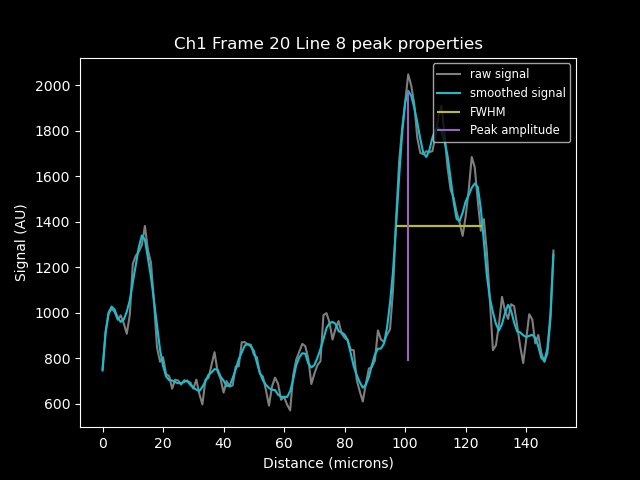 Ch1 Frame 20 Line 8 peak properties
raw signal
smoothed signal
FWHM
Peak amplitude
Signal (AU)
2000
1800
1600
1400
1200
1000
800
600
0 20 40 60 80 100 120 140
Distance (microns)